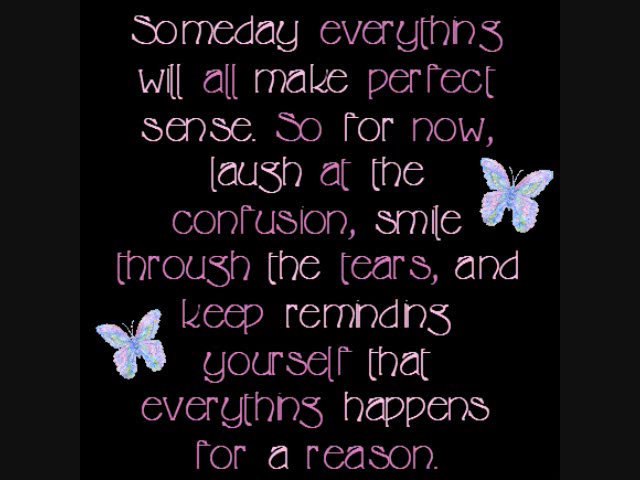 Someday everything
will all make perfect
sense. So for now,
laugh at the
confusion, smile
through the tears, and
keep reminding
yourself that
everything happens
for a reason.